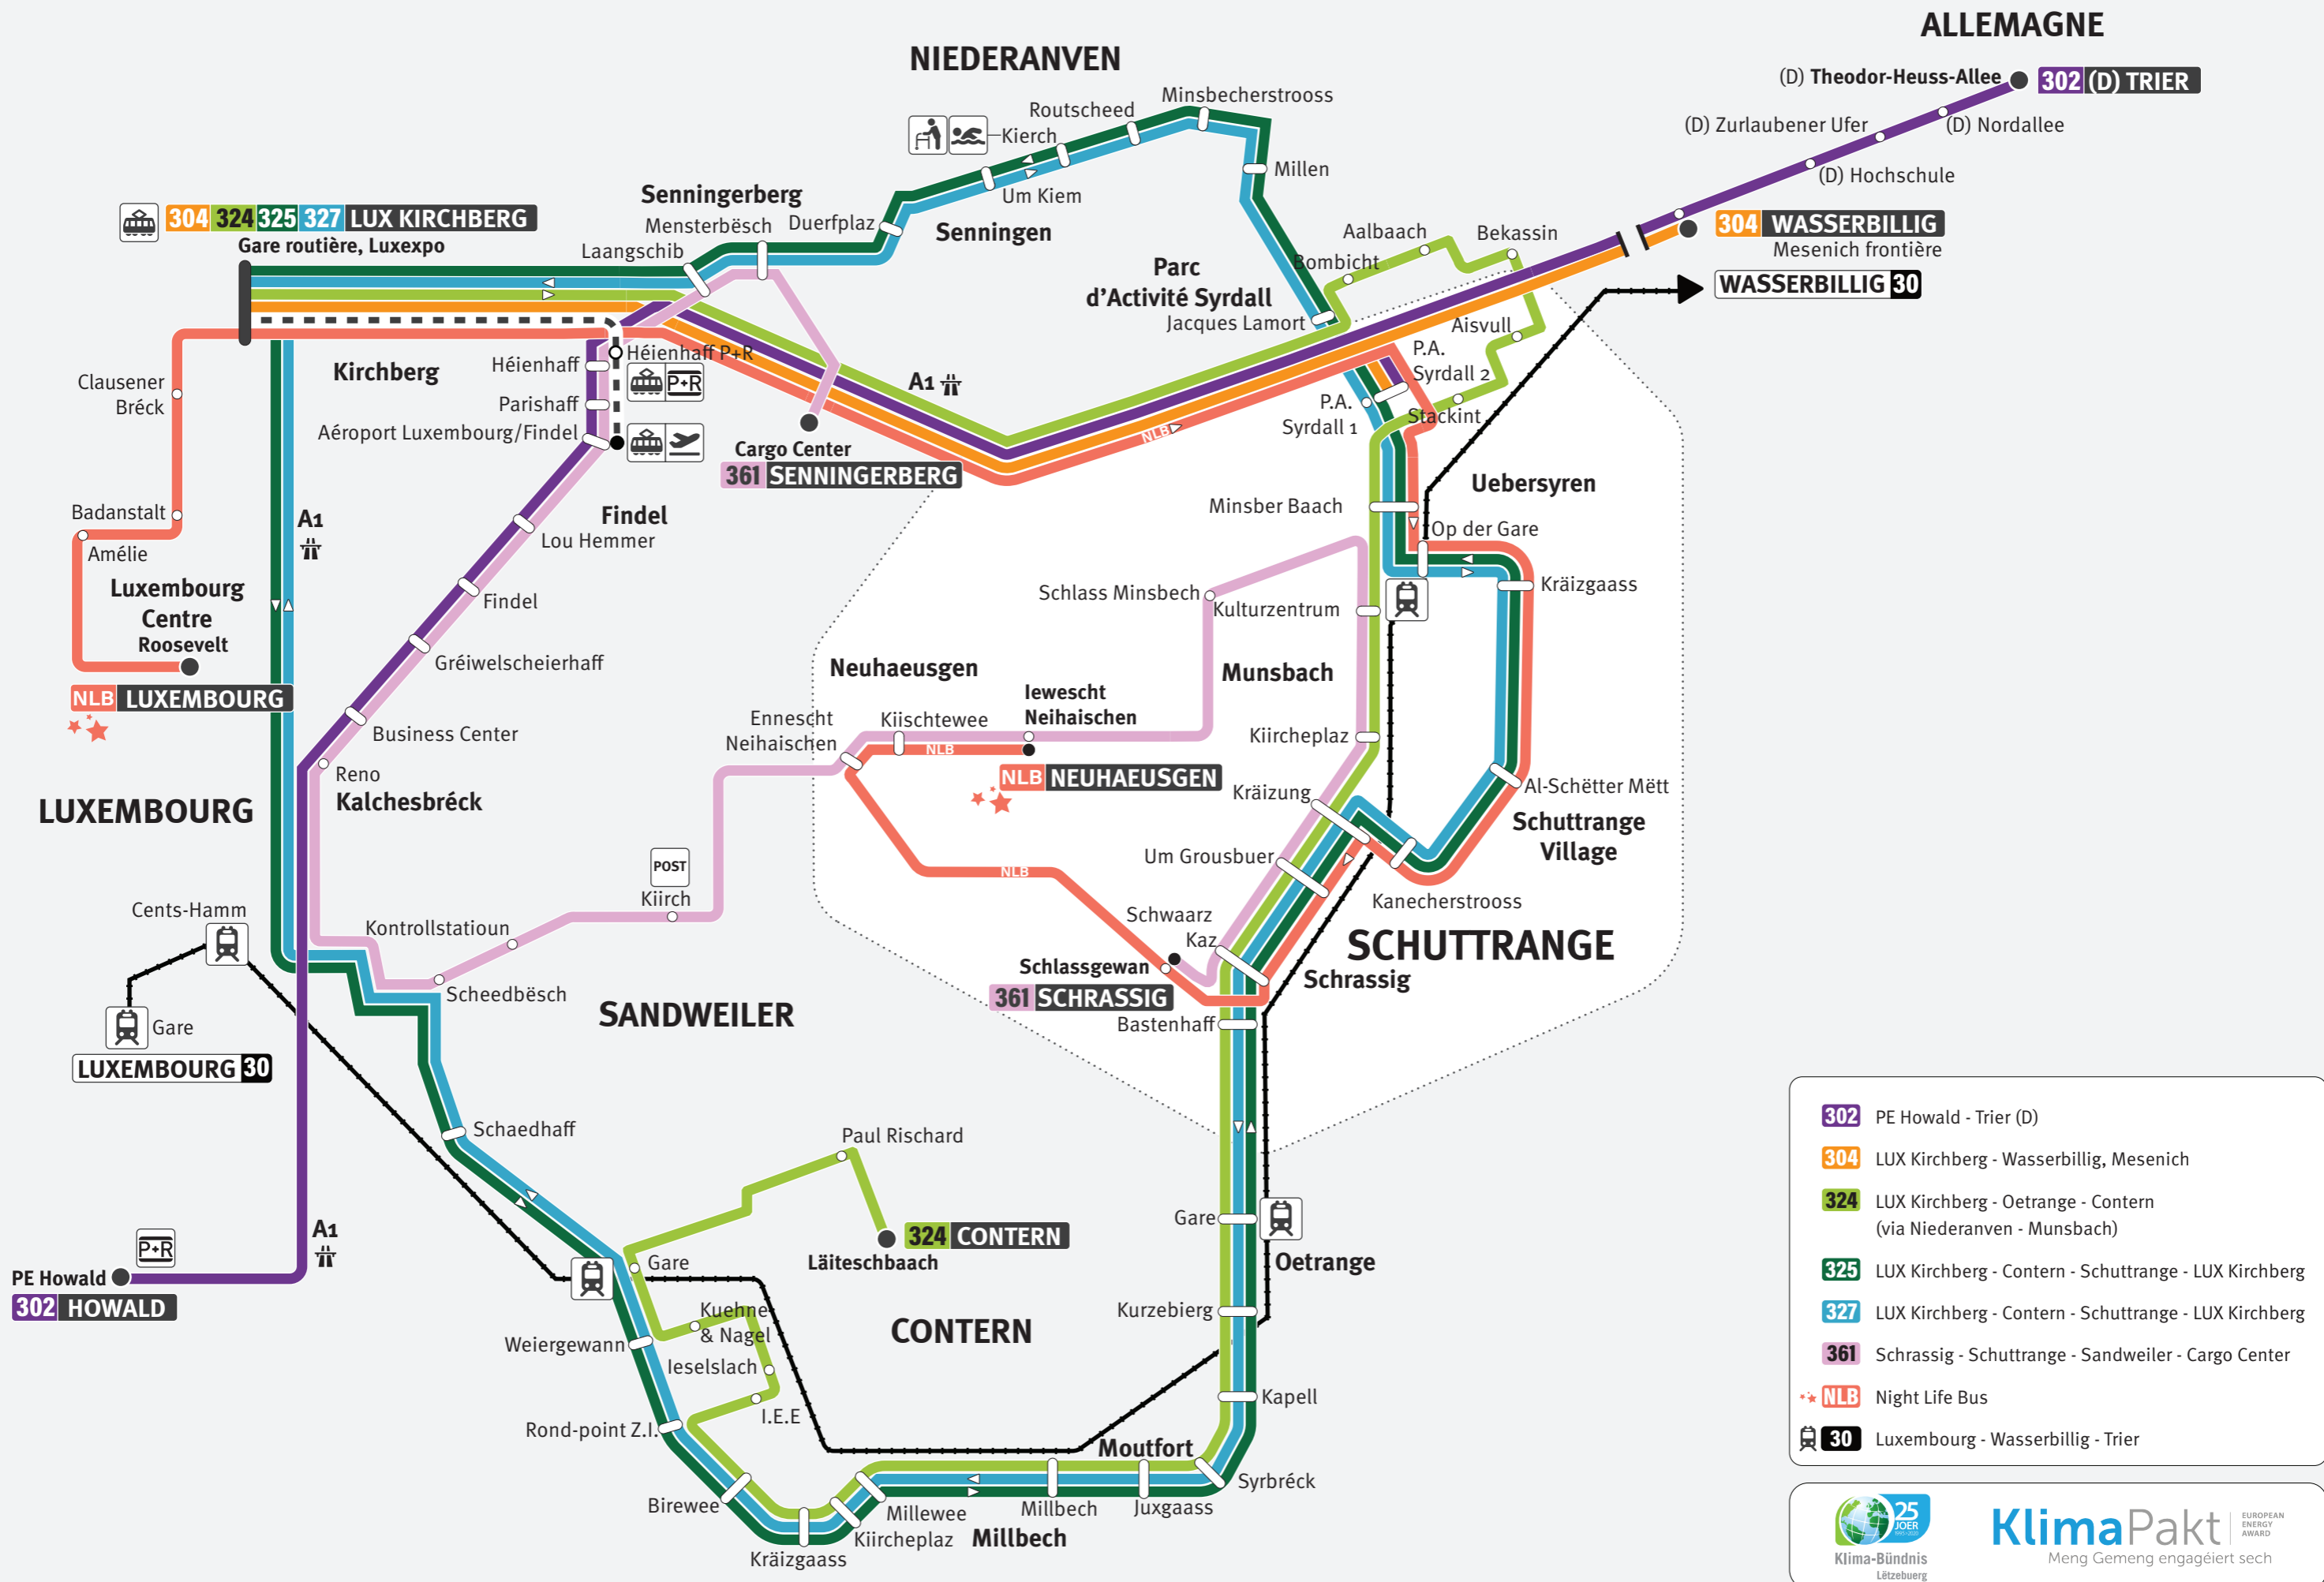 ALLEMAGNE
NIEDERANVEN
(D) Theodor-Heuss-Allee
302 (D) TRIER
(D) Nordallee
(D) Zurlaubener Ufer
(D) Hochschule
304 WASSERBILLIG
Mesenich frontière
WASSERBILLIG 30
Minsbecherstrooss
Routscheed
Kierch
Um Kiem
Millen
Senningerberg
Mensterbësch
Duerfplaz
Senningen
Laangschib
304 324 325 327 LUX KIRCHBERG
Gare routière, Luxexpo
Parc
d'Activité Syrdall
Jacques Lamort
Bombicht
Aalbaach
Bekassin
Aisvull
P.A.
Syrdall 2
P.A.
Syrdall 1
Stackint
Clausener
Bréck
Kirchberg
Héienhaff
Héienhaff P+R
P+R
Parishaff
Aéroport Luxembourg/Findel
A1
NLB
Cargo Center
361 SENNINGERBERG
Badanstalt
Amélie
Luxembourg
Centre
Roosevelt
NLB LUXEMBOURG
A1
Findel
Lou Hemmer
Findel
Gréiwelscheierhaff
Business Center
Reno
Kalchesbréck
LUXEMBOURG
Uebersyren
Minsber Baach
Op der Gare
Kräizgaass
Schlass Minsbech
Kulturzentrum
Munsbach
Neuhaeusgen
Iewescht
Neihaischen
Kiischtewee
Ennescht
Neihaischen
NLB
NLB NEUHAEUSGEN
Kiircheplaz
Kräizung
Al-Schëtter Mëtt
Schuttrange
Village
Um Grousbuer
NLB
Kanecherstrooss
SCHUTTRANGE
Schwaarz
Kaz
Schlassgewan
361 SCHRASSIG
Schrassig
Bastenhaff
POST
Kiirch
Kontrollstatioun
Scheedbësch
SANDWEILER
Cents-Hamm
Gare
LUXEMBOURG 30
Schaedhaff
Paul Rischard
324 CONTERN
Läiteschbaach
Gare
Kuehne
& Nagel
Ieselslach
I.E.E
Weiergewann
Rond-point Z.I.
CONTERN
P+R
PE Howald
302 HOWALD
A1
Gare
Oetrange
Kurzebierg
Kapell
Moutfort
Syrbréck
Juxgaass
Millbech
Millbech
Millewee
Kiircheplaz
Kräizgaass
Birewee
302 PE Howald - Trier (D)
304 LUX Kirchberg - Wasserbillig, Mesenich
324 LUX Kirchberg - Oetrange - Contern
(via Niederanven - Munsbach)
325 LUX Kirchberg - Contern - Schuttrange - LUX Kirchberg
327 LUX Kirchberg - Contern - Schuttrange - LUX Kirchberg
361 Schrassig - Schuttrange - Sandweiler - Cargo Center
NLB Night Life Bus
30 Luxembourg - Wasserbillig - Trier
25
JOER
Klima-Bündnis
Lëtzebuerg
KlimaPakt
EUROPEAN
ENERGY
AWARD
Meng Gemeng engagéiert sech